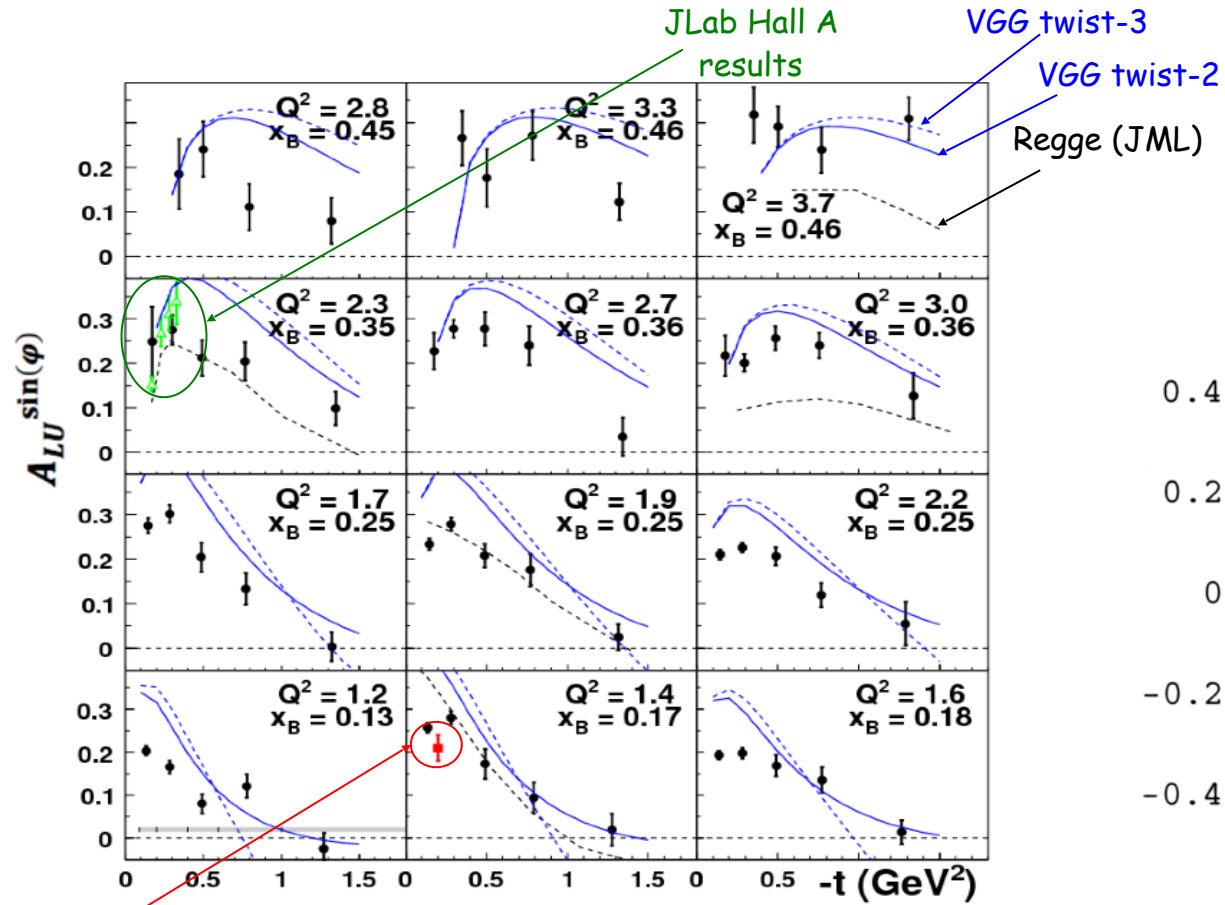 JLab Hall A
results
VGG twist-3
VGG twist-2
Regge (JML)
A_LU^sin(φ)
Q² = 2.8
x_B = 0.45
Q² = 3.3
x_B = 0.46
Q² = 3.7
x_B = 0.46
0.2
0.1
0
Q² = 2.3
x_B = 0.35
Q² = 2.7
x_B = 0.36
Q² = 3.0
x_B = 0.36
0.3
0.2
0.1
0
Q² = 1.7
x_B = 0.25
Q² = 1.9
x_B = 0.25
Q² = 2.2
x_B = 0.25
0.3
0.2
0.1
0
Q² = 1.2
x_B = 0.13
Q² = 1.4
x_B = 0.17
Q² = 1.6
x_B = 0.18
0.3
0.2
0.1
0
0 0.5 1 1.5 0 0.5 1 1.5 0 0.5 -t (GeV²)
0.4
0.2
0
-0.2
-0.4